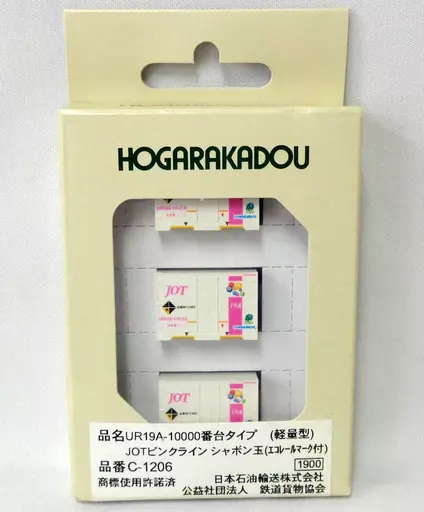 HOGARAKADOU
JOT
19A
JOT
品名UR19A-10000番台タイプ (軽量型)
JOTピンクライン シャボン玉(エコレールマーク付)
品番C-1206
1900
商標使用許諾済
日本石油輸送株式会社
公益社団法人 鉄道貨物協会